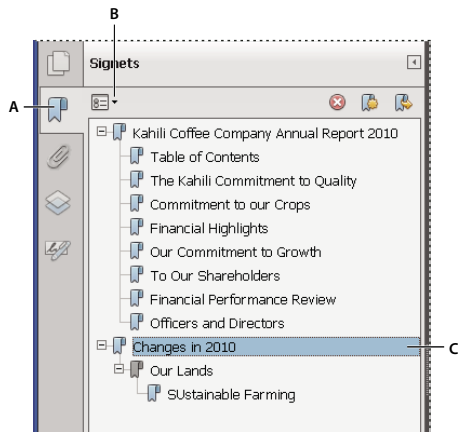 B
Signets
A
Kahili Coffee Company Annual Report 2010
Table of Contents
The Kahili Commitment to Quality
Commitment to our Crops
Financial Highlights
Our Commitment to Growth
To Our Shareholders
Financial Performance Review
Officers and Directors
Changes in 2010
C
Our Lands
SUstainable Farming